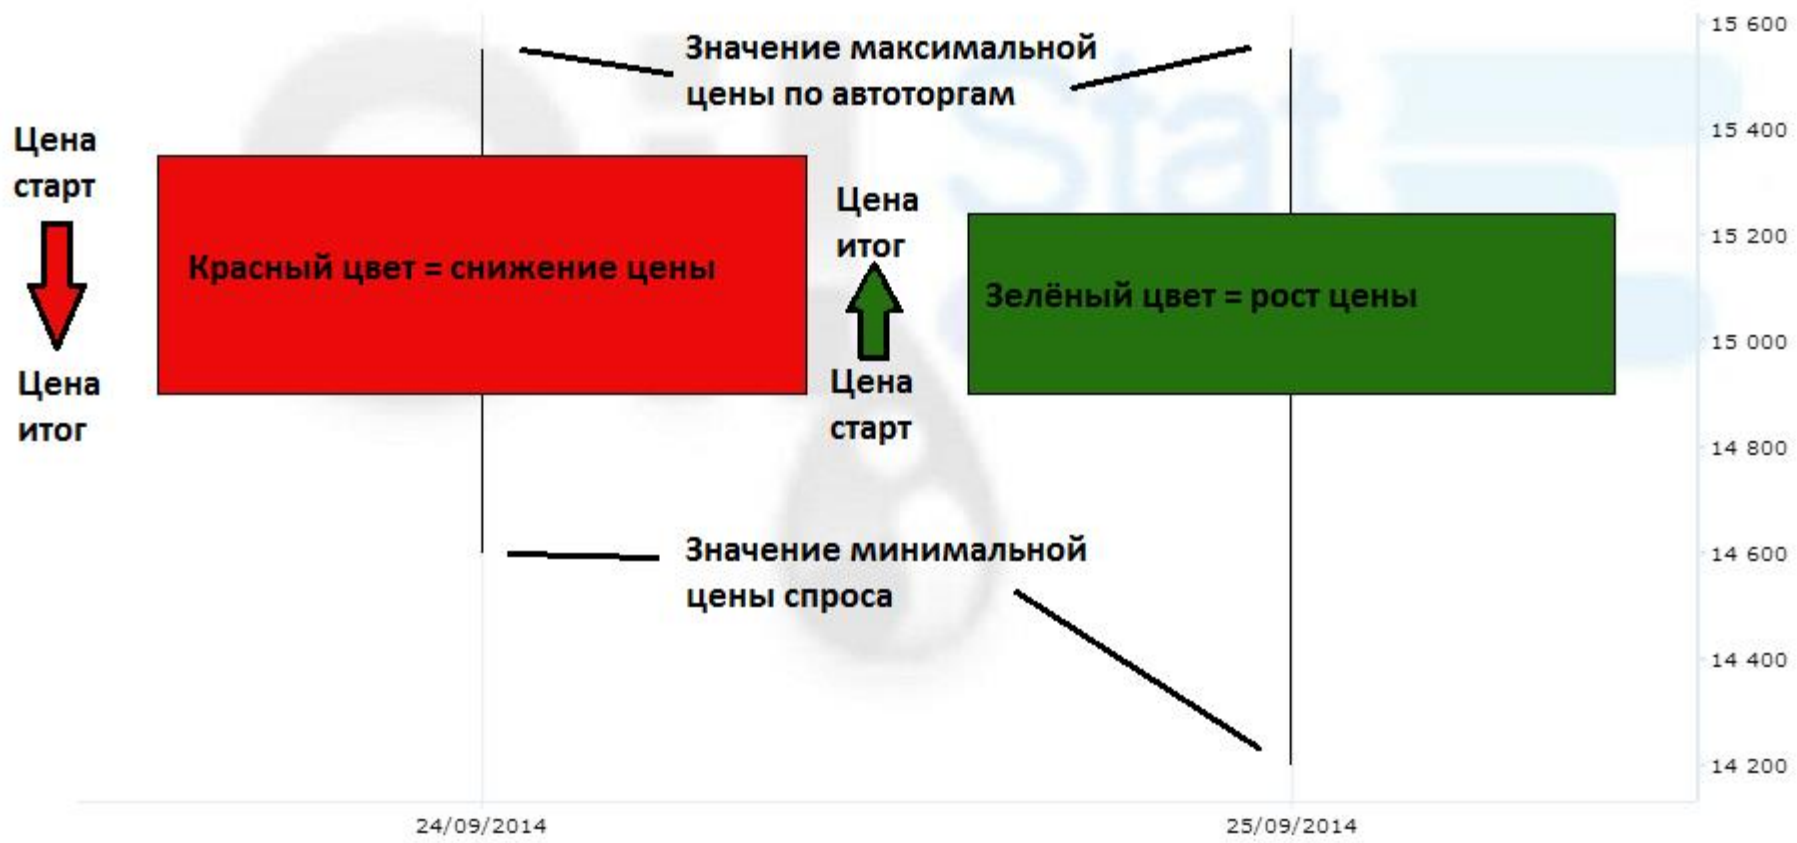 Значение максимальной
цены по автоторгам
Цена
старт
Красный цвет = снижение цены
Цена
итог
Цена
итог
Зелёный цвет = рост цены
Цена
старт
Значение минимальной
цены спроса
15 600
15 400
15 200
15 000
14 800
14 600
14 400
14 200
24/09/2014
25/09/2014
Oil Stat